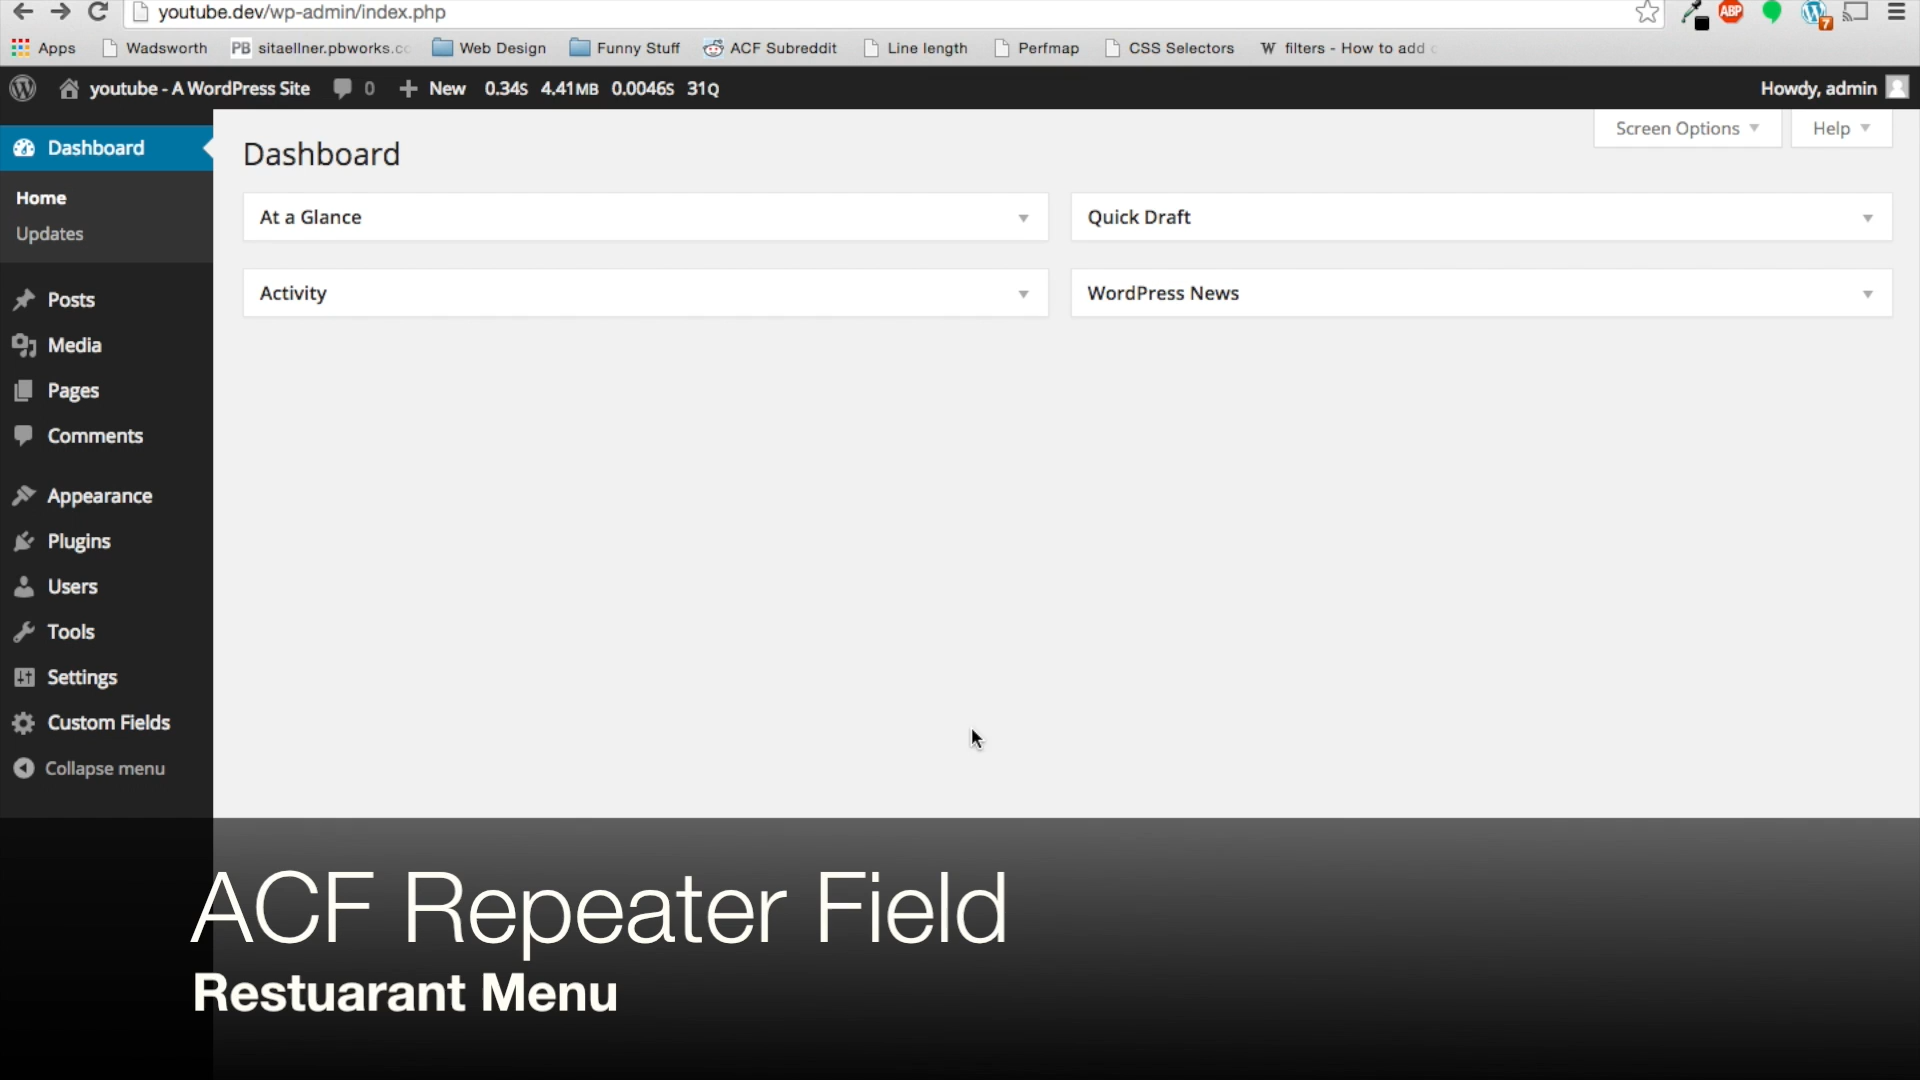 youtube.dev/wp-admin/index.php
ABP
7
Apps Wadsworth PB sitaellner.pbworks.cc Web Design Funny Stuff ACF Subreddit Line length Perfmap CSS Selectors W filters - How to add
youtube - A WordPress Site 0 New 0.34S 4.41MB 0.0046S 31Q Howdy, admin
Screen Options Help
Dashboard
Home
Updates
Posts
Media
Pages
Comments
Appearance
Plugins
Users
Tools
Settings
Custom Fields
Collapse menu
Dashboard
At a Glance
Quick Draft
Activity
WordPress News
ACF Repeater Field
Restuarant Menu